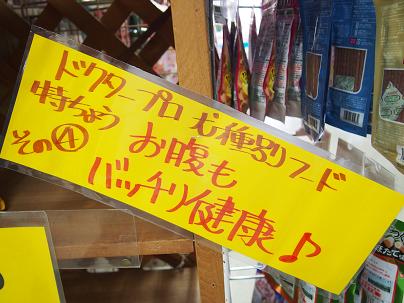 ドクタープロ 犬種別フード
特ちょう
その④
お腹も
バッチリ健康♪